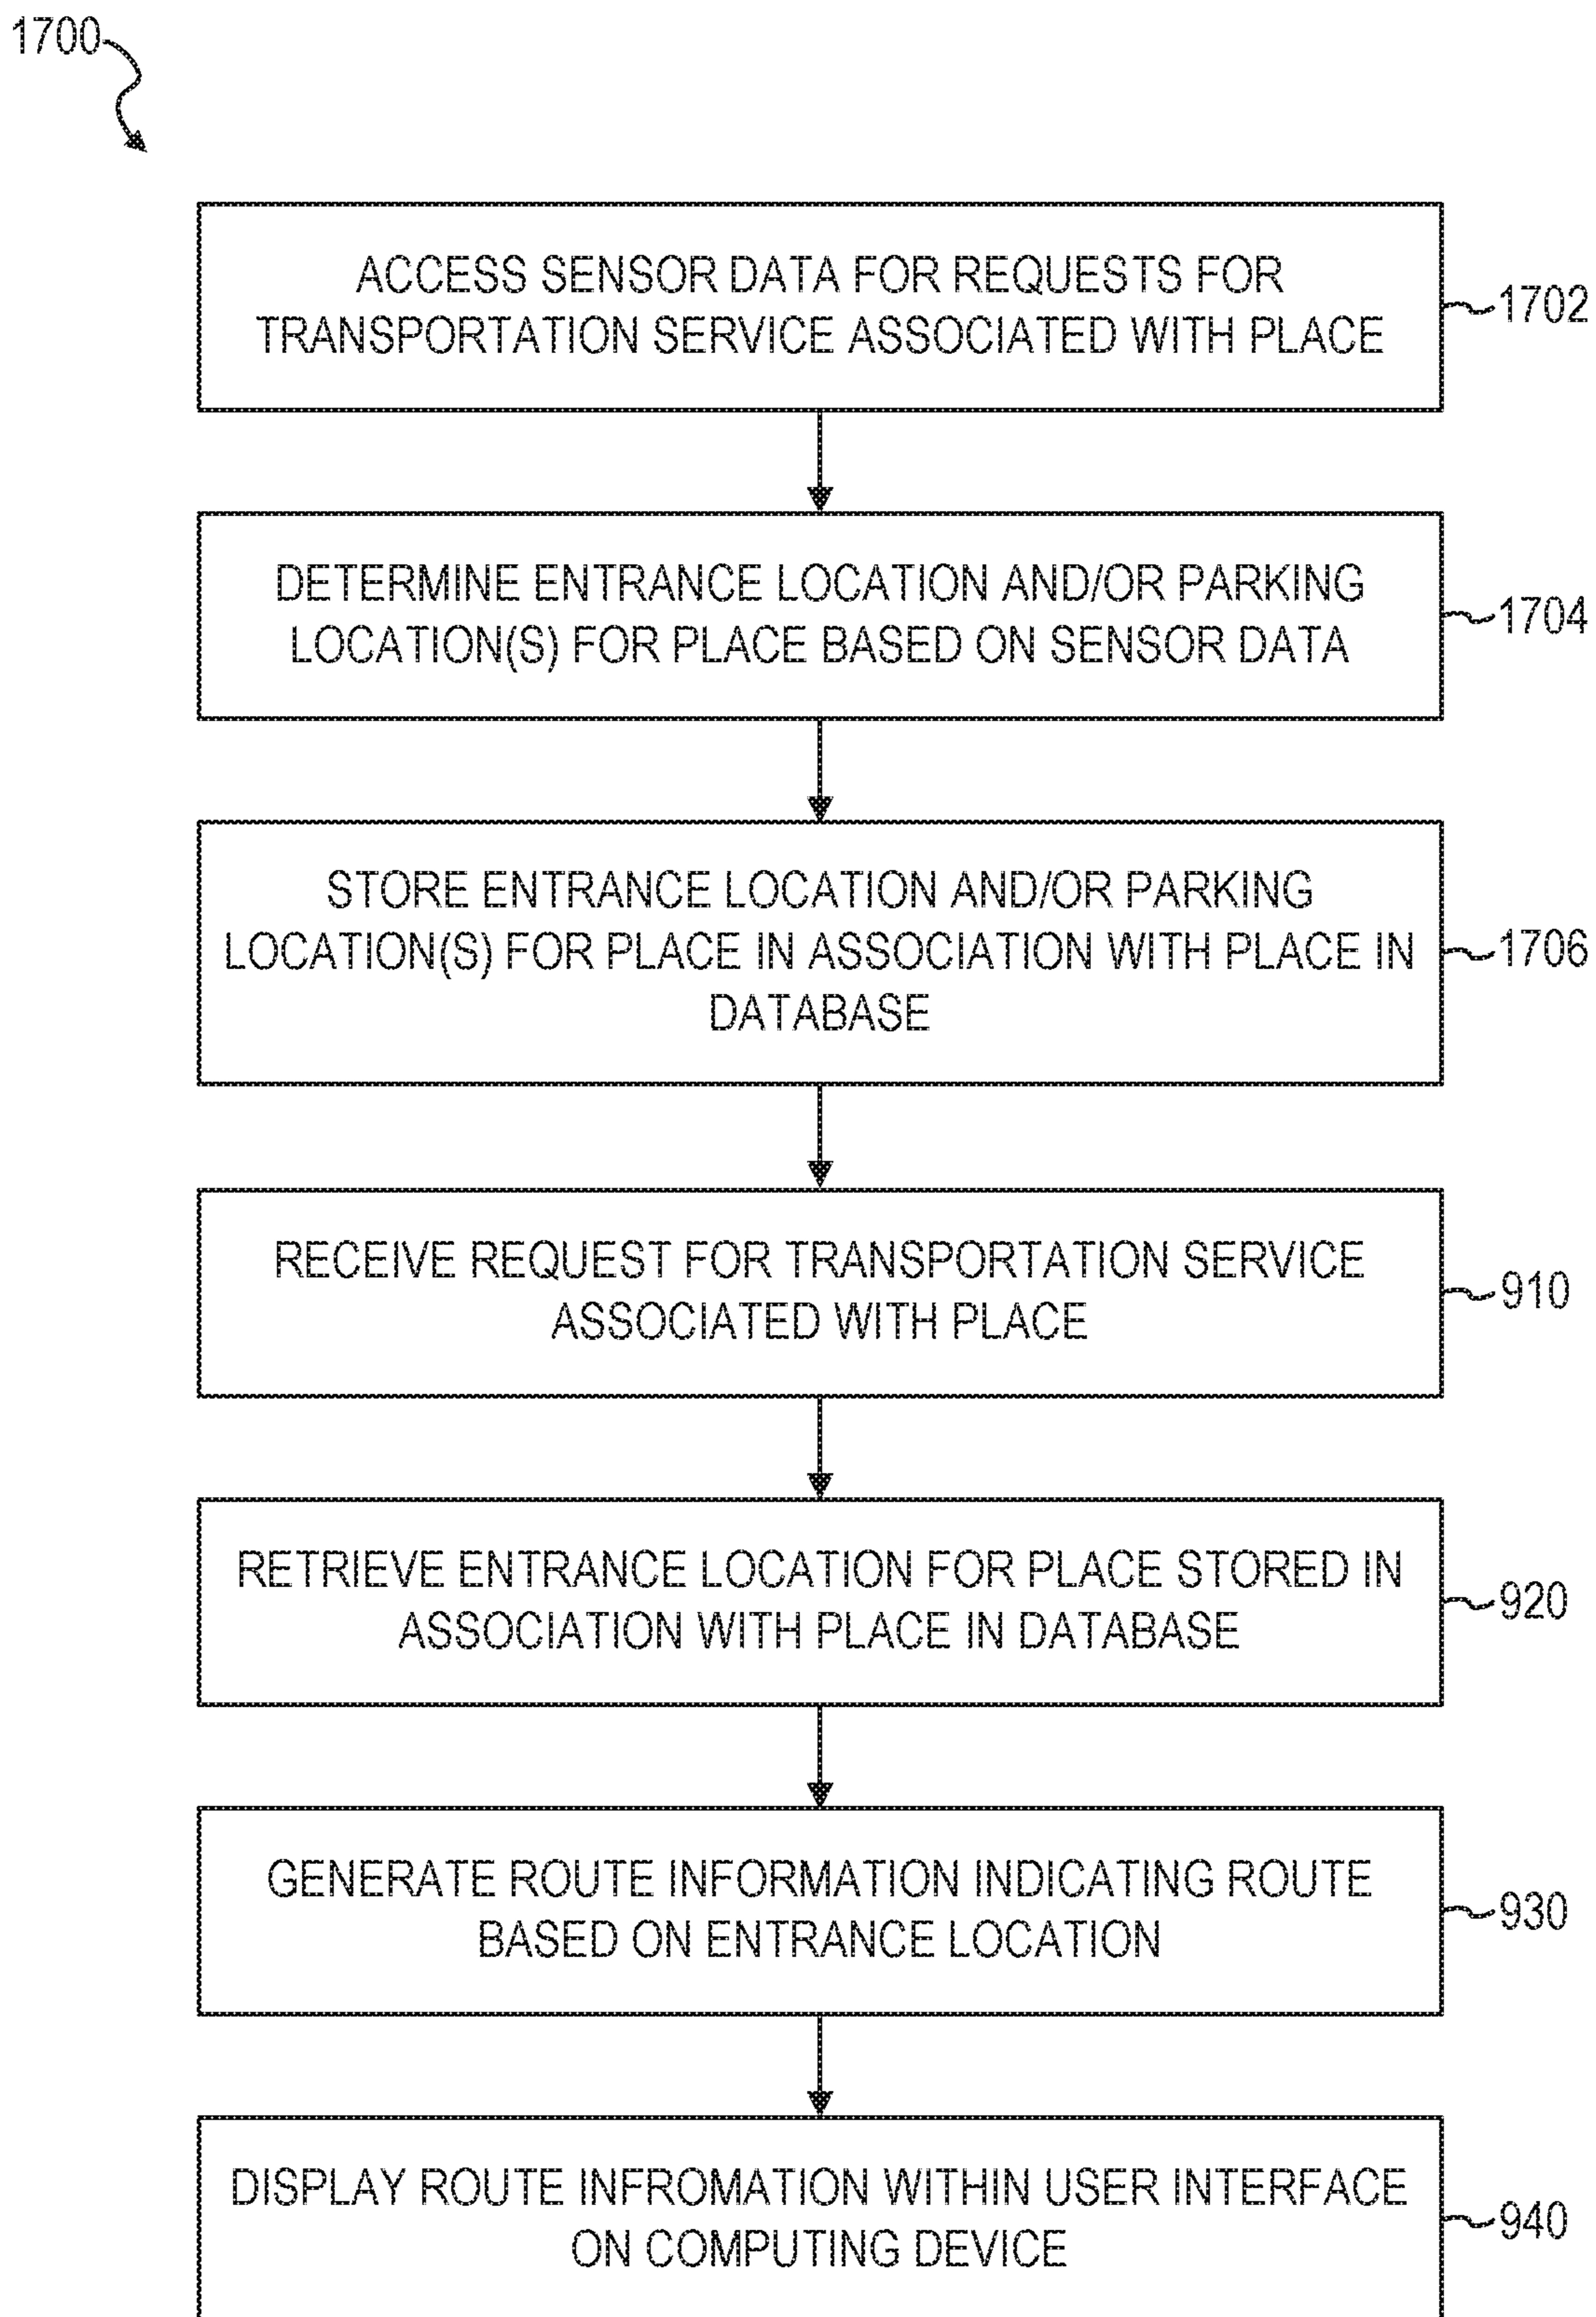 1700
ACCESS SENSOR DATA FOR REQUESTS FOR
TRANSPORTATION SERVICE ASSOCIATED WITH PLACE
1702
DETERMINE ENTRANCE LOCATION AND/OR PARKING
LOCATION(S) FOR PLACE BASED ON SENSOR DATA
1704
STORE ENTRANCE LOCATION AND/OR PARKING
LOCATION(S) FOR PLACE IN ASSOCIATION WITH PLACE IN
DATABASE
1706
RECEIVE REQUEST FOR TRANSPORTATION SERVICE
ASSOCIATED WITH PLACE
910
RETRIEVE ENTRANCE LOCATION FOR PLACE STORED IN
ASSOCIATION WITH PLACE IN DATABASE
920
GENERATE ROUTE INFORMATION INDICATING ROUTE
BASED ON ENTRANCE LOCATION
930
DISPLAY ROUTE INFROMATION WITHIN USER INTERFACE
ON COMPUTING DEVICE
940